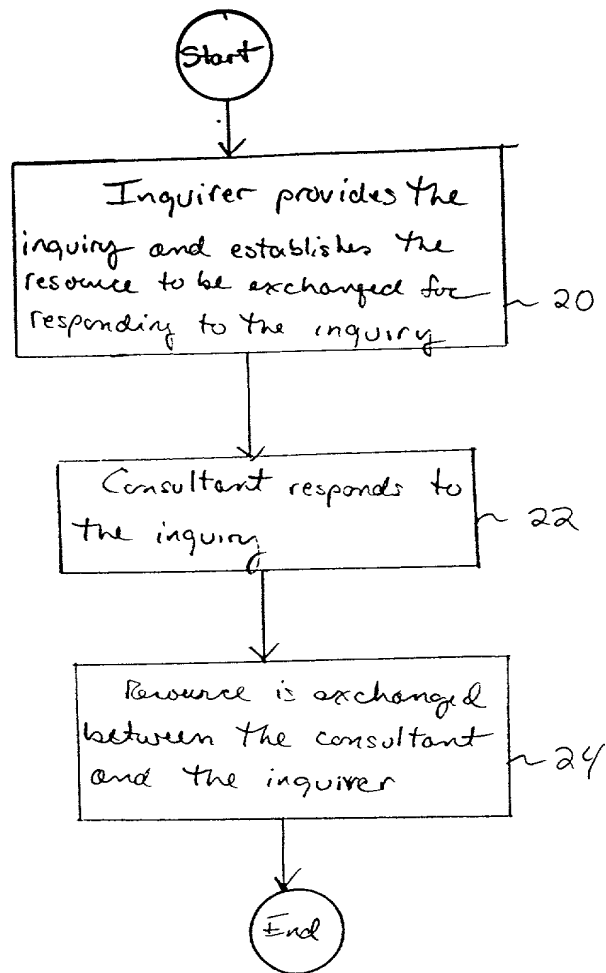 Start
Inquirer provides the
inquiry and establishes the
resource to be exchanged for
responding to the inquiry
20
Consultant responds to
the inquiry
22
Resource is exchanged
between the consultant
and the inquirer
24
End